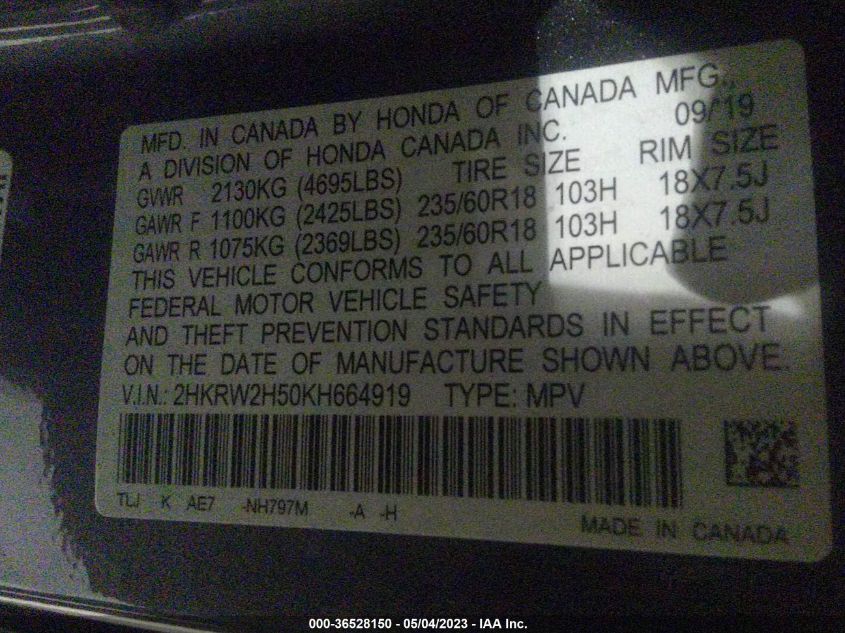 MFD. IN CANADA BY HONDA OF CANADA MFG.,
A DIVISION OF HONDA CANADA INC. 09/19
GVWR 2130KG (4695LBS) TIRE SIZE RIM SIZE
GAWR F 1100KG (2425LBS) 235/60R18 103H 18X7.5J
GAWR R 1075KG (2369LBS) 235/60R18 103H 18X7.5J
THIS VEHICLE CONFORMS TO ALL APPLICABLE
FEDERAL MOTOR VEHICLE SAFETY
AND THEFT PREVENTION STANDARDS IN EFFECT
ON THE DATE OF MANUFACTURE SHOWN ABOVE.
V.I.N.: 2HKRW2H50KH664919 TYPE: MPV
TLJ K AE7 -NH797M -A -H
MADE IN CANADA
000-36528150 - 05/04/2023 - IAA Inc.